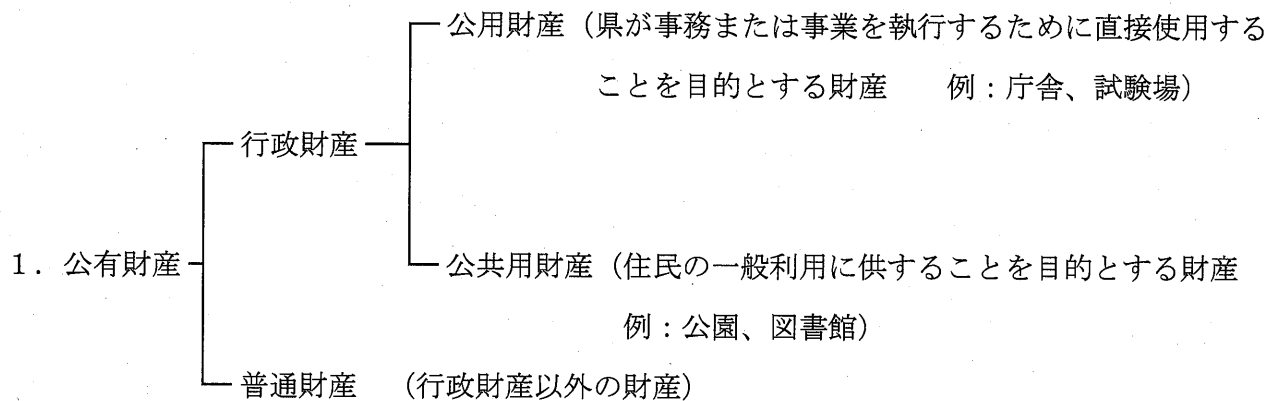 公用財産（県が事務または事業を執行するために直接使用する
ことを目的とする財産　　例：庁舎、試験場）
行政財産
1．公有財産
公共用財産（住民の一般利用に供することを目的とする財産
例：公園、図書館）
普通財産　（行政財産以外の財産）